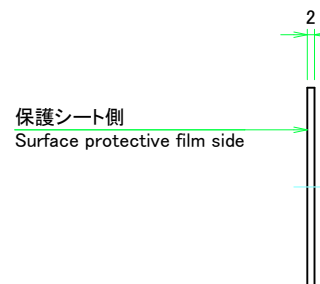 2
保護シート側
Surface protective film side